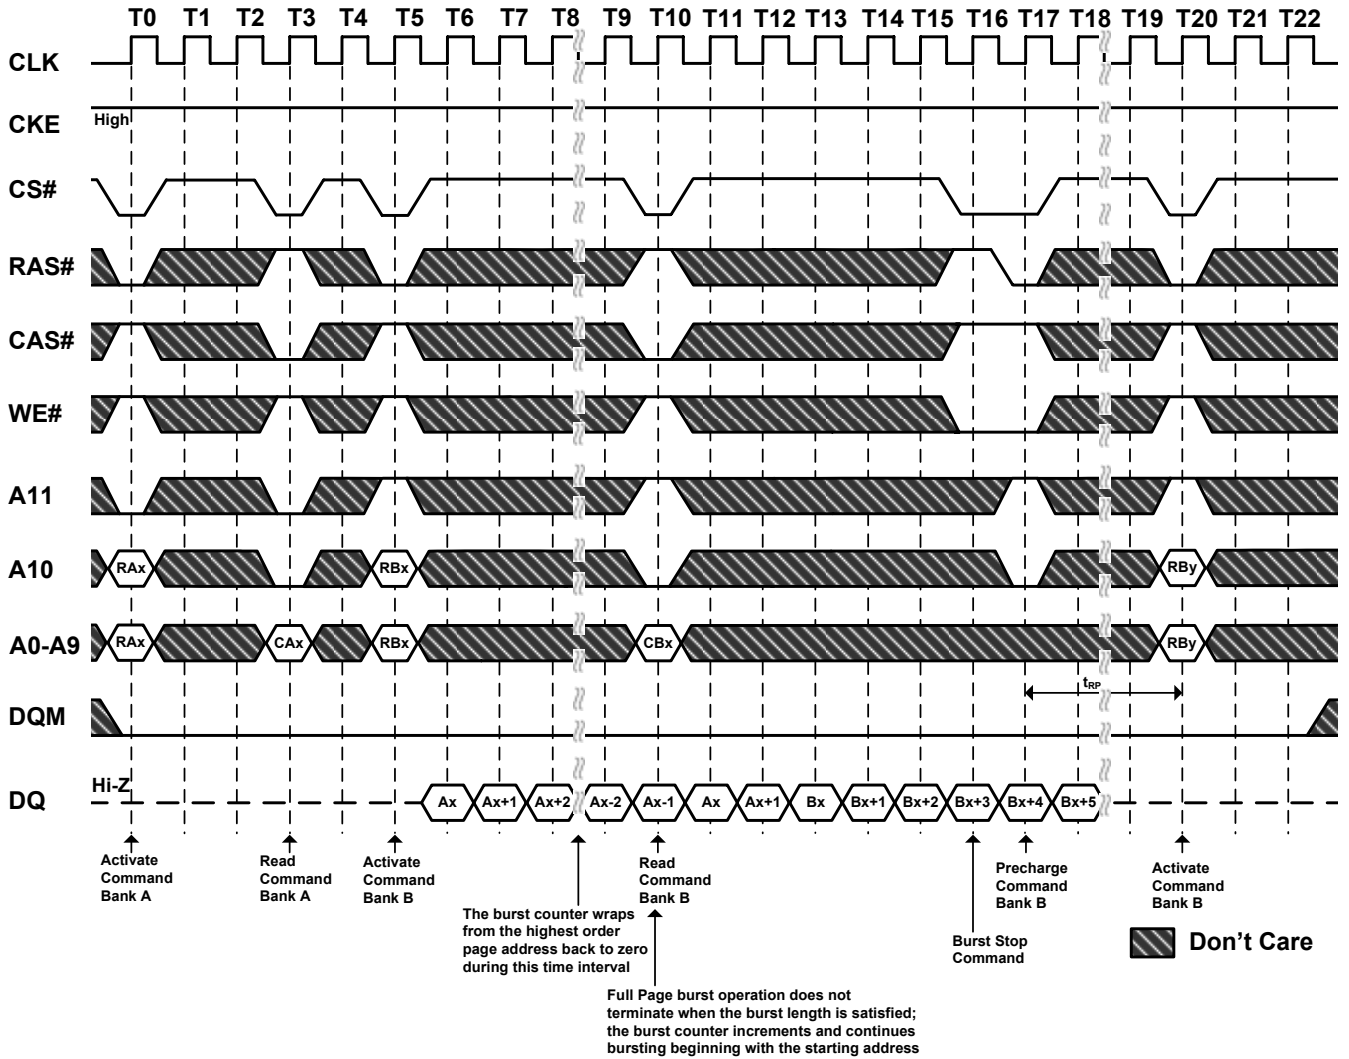 T0 T1 T2 T3 T4 T5 T6 T7 T8 T9 T10 T11 T12 T13 T14 T15 T16 T17 T18 T19 T20 T21 T22
CLK
CKE
High
CS#
RAS#
CAS#
WE#
A11
A10
RAx RBx RBy
A0-A9
RAx CAx RBx CBx RBy
tRP
DQM
Hi-Z
DQ
Ax Ax+1 Ax+2 Ax-2 Ax-1 Ax Ax+1 Bx Bx+1 Bx+2 Bx+3 Bx+4 Bx+5
Activate
Command
Bank A
Read
Command
Bank A
Activate
Command
Bank B
The burst counter wraps
from the highest order
page address back to zero
during this time interval
Read
Command
Bank B
Full Page burst operation does not
terminate when the burst length is satisfied;
the burst counter increments and continues
bursting beginning with the starting address
Burst Stop
Command
Precharge
Command
Bank B
Activate
Command
Bank B
Don't Care